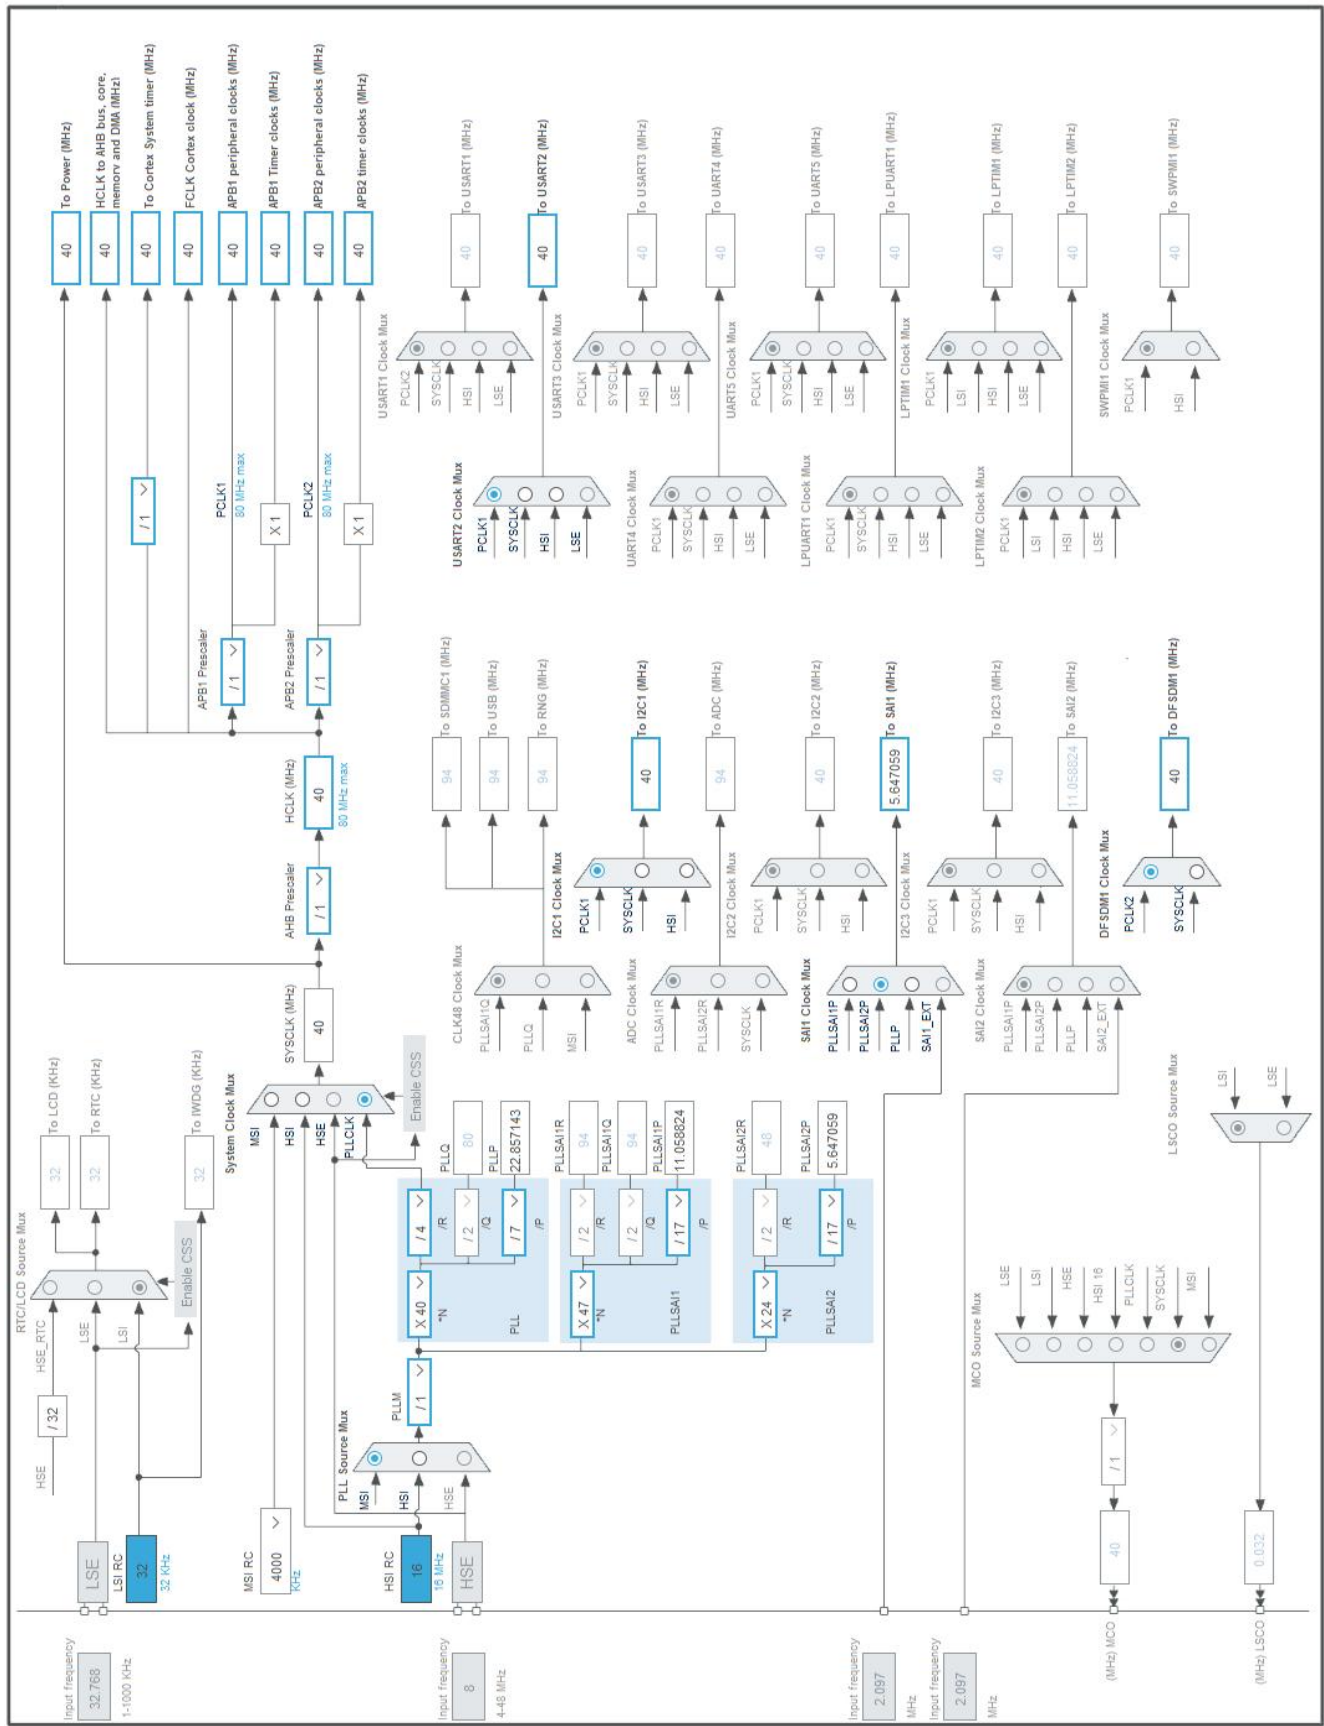 Input frequency
32.768
1-1000 KHz
LSE
LSI RC
32
32 KHz
HSE
/ 32
HSE_RTC
LSE
LSI
RTC/LCD Source Mux
Enable CSS
32
To LCD (KHz)
32
To RTC (KHz)
32
To IWDG (KHz)
MSI RC
4000
KHz
HSI RC
16
16 MHz
Input frequency
8
4-48 MHz
HSE
PLL Source Mux
MSI
HSI
HSE
PLLM
/ 1
X 40
*N
PLL
/ 4
/R
/ 2
/Q
/ 7
/P
PLLQ
80
PLLP
22.857143
X 47
*N
PLLSAI1
/ 2
/R
/ 2
/Q
/ 17
/P
PLLSAI1R
94
PLLSAI1Q
94
PLLSAI1P
11.058824
X 24
*N
PLLSAI2
/ 2
/R
/ 17
/P
PLLSAI2R
48
PLLSAI2P
5.647059
System Clock Mux
MSI
HSI
HSE
PLLCLK
Enable CSS
SYSCLK (MHz)
40
AHB Prescaler
/ 1
HCLK (MHz)
40
80 MHz max
APB1 Prescaler
/ 1
APB2 Prescaler
/ 1
/ 1
PCLK1
80 MHz max
X 1
PCLK2
80 MHz max
X 1
40
To Power (MHz)
40
HCLK to AHB bus, core,
memory and DMA (MHz)
40
To Cortex System timer (MHz)
40
FCLK Cortex clock (MHz)
40
APB1 peripheral clocks (MHz)
40
APB1 Timer clocks (MHz)
40
APB2 peripheral clocks (MHz)
40
APB2 timer clocks (MHz)
CLK48 Clock Mux
PLLSAI1Q
PLLQ
MSI
94
To SDMMC1 (MHz)
94
To USB (MHz)
94
To RNG (MHz)
I2C1 Clock Mux
PCLK1
SYSCLK
HSI
40
To I2C1 (MHz)
ADC Clock Mux
PLLSAI1R
PLLSAI2R
SYSCLK
94
To ADC (MHz)
I2C2 Clock Mux
PCLK1
SYSCLK
HSI
40
To I2C2 (MHz)
SAI1 Clock Mux
PLLSAI1P
PLLSAI2P
PLLP
SAI1_EXT
5.647059
To SAI1 (MHz)
I2C3 Clock Mux
PCLK1
SYSCLK
HSI
40
To I2C3 (MHz)
SAI2 Clock Mux
PLLSAI1P
PLLSAI2P
PLLP
SAI2_EXT
11.058824
To SAI2 (MHz)
DFSDM1 Clock Mux
PCLK2
SYSCLK
40
To DFSDM1 (MHz)
USART1 Clock Mux
PCLK2
SYSCLK
HSI
LSE
40
To USART1 (MHz)
USART2 Clock Mux
PCLK1
SYSCLK
HSI
LSE
40
To USART2 (MHz)
USART3 Clock Mux
PCLK1
SYSCLK
HSI
LSE
40
To USART3 (MHz)
UART4 Clock Mux
PCLK1
SYSCLK
HSI
LSE
40
To UART4 (MHz)
UART5 Clock Mux
PCLK1
SYSCLK
HSI
LSE
40
To UART5 (MHz)
LPUART1 Clock Mux
PCLK1
SYSCLK
HSI
LSE
40
To LPUART1 (MHz)
LPTIM1 Clock Mux
PCLK1
LSI
HSI
LSE
40
To LPTIM1 (MHz)
LPTIM2 Clock Mux
PCLK1
LSI
HSI
LSE
40
To LPTIM2 (MHz)
SWPMI1 Clock Mux
PCLK1
HSI
40
To SWPMI1 (MHz)
Input frequency
2.097
MHz
Input frequency
2.097
MHz
(MHz) MCO
40
/ 1
MCO Source Mux
LSE
LSI
HSE
HSI 16
PLLCLK
SYSCLK
MSI
(MHz) LSCO
0.032
LSCO Source Mux
LSI
LSE